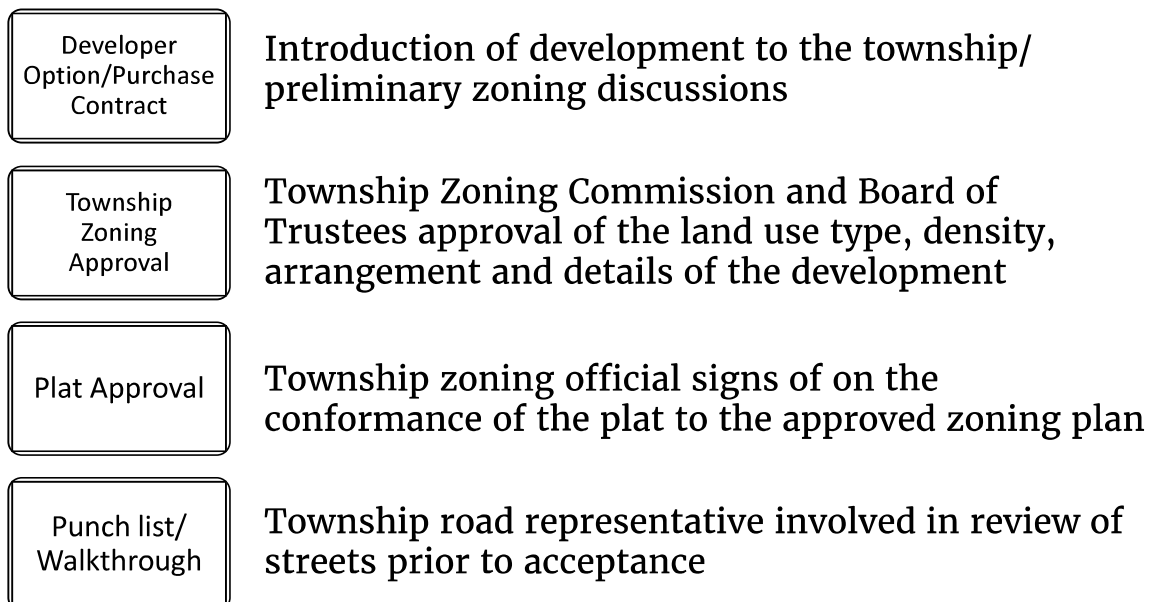 Developer
Option/Purchase
Contract
Introduction of development to the township/
preliminary zoning discussions
Township
Zoning
Approval
Township Zoning Commission and Board of
Trustees approval of the land use type, density,
arrangement and details of the development
Plat Approval
Township zoning official signs of on the
conformance of the plat to the approved zoning plan
Punch list/
Walkthrough
Township road representative involved in review of
streets prior to acceptance